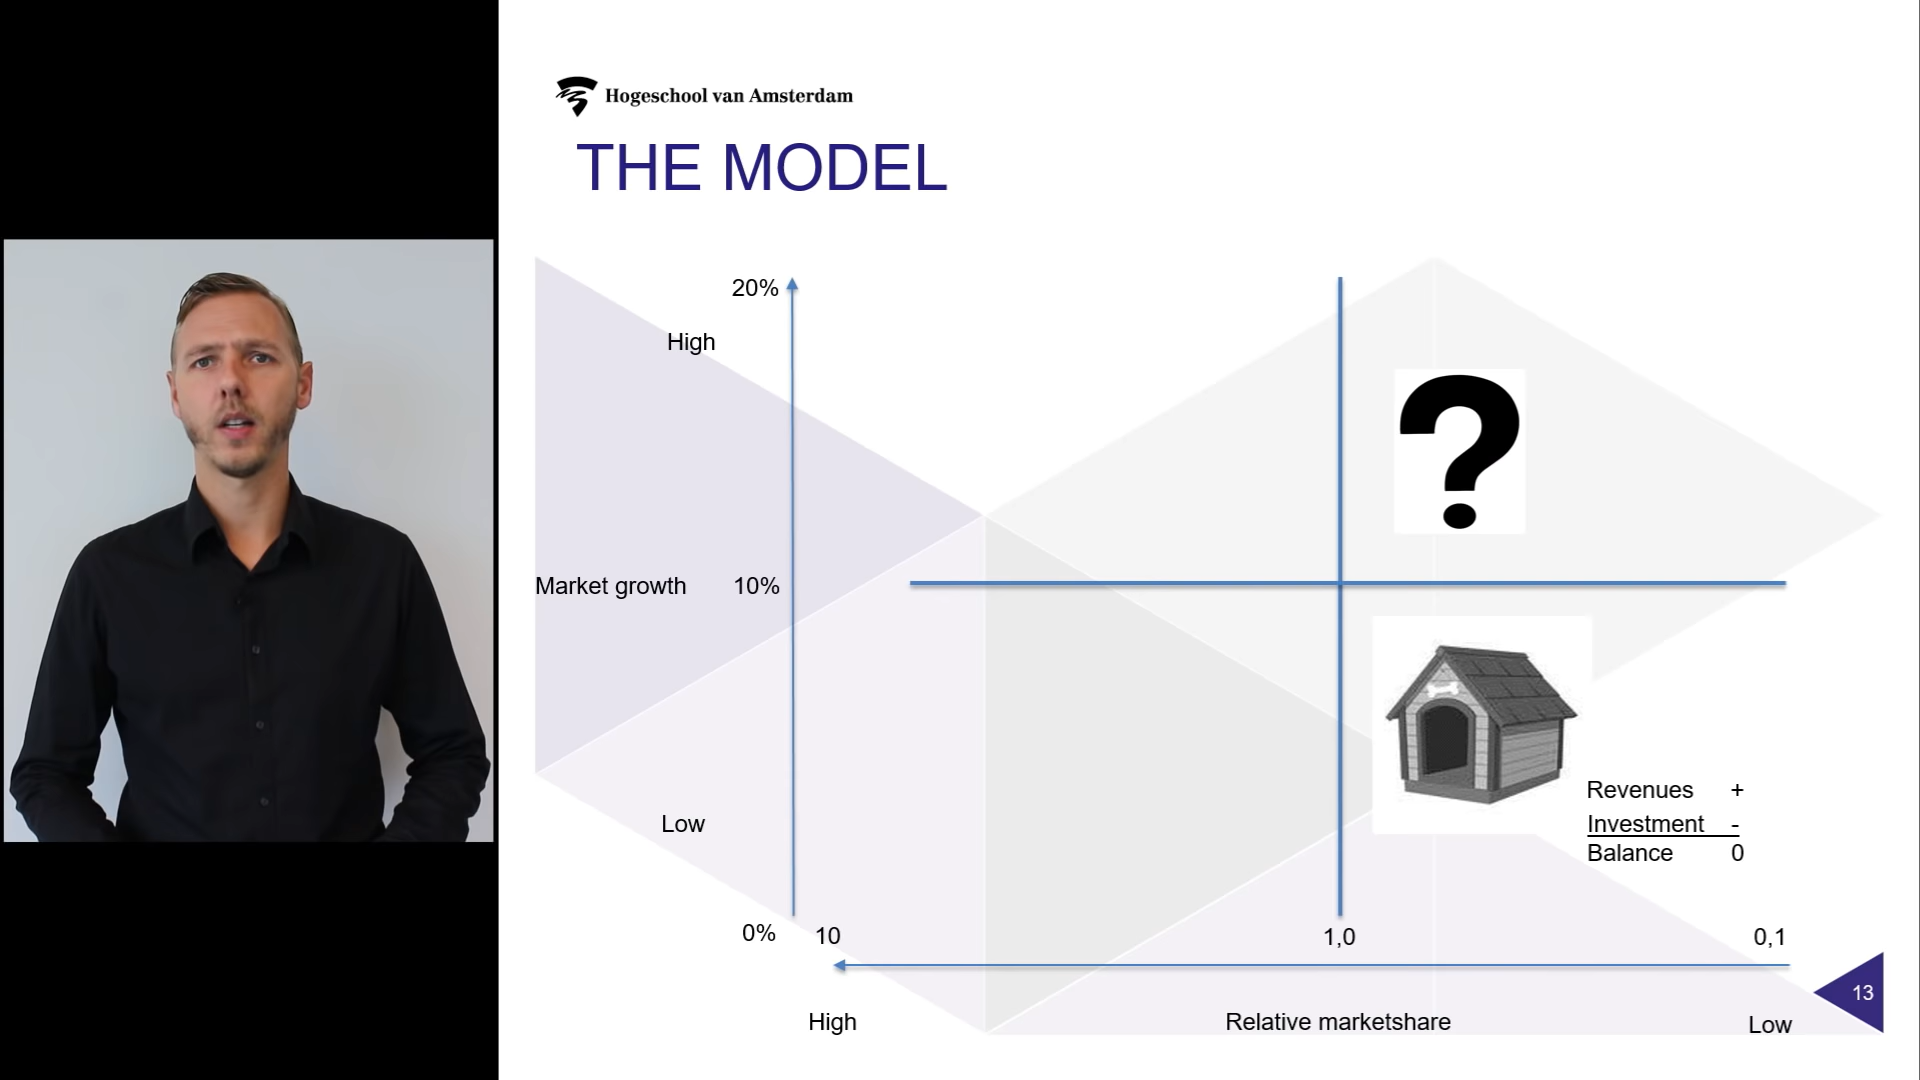 Hogeschool van Amsterdam
THE MODEL
20%
High
?
Market growth 10%
Revenues +
Investment -
Balance 0
Low
0% 10 1,0 0,1
13
High Relative marketshare Low